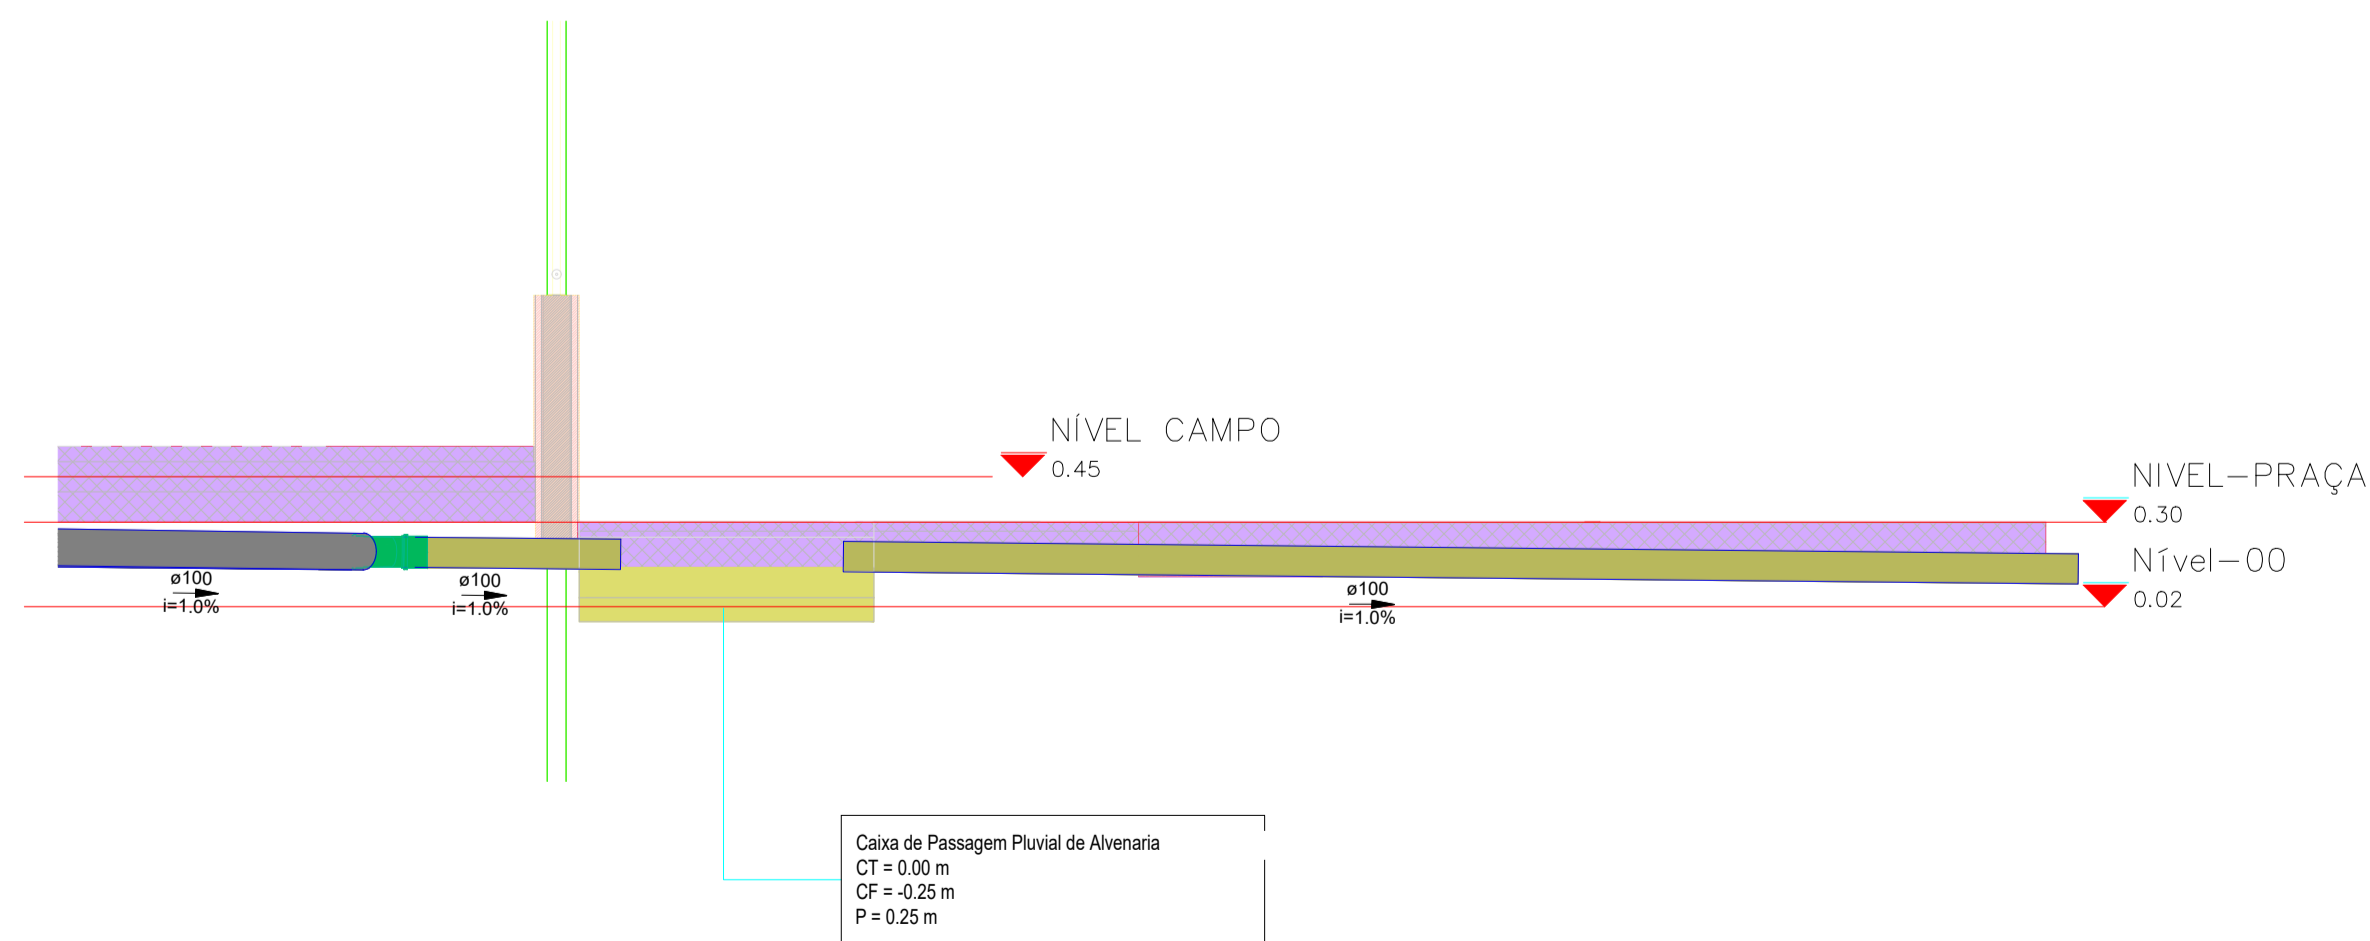 NÍVEL CAMPO
0.45
NIVEL-PRAÇA
0.30
Nível-00
0.02
ø100
i=1.0%
ø100
i=1.0%
ø100
i=1.0%
Caixa de Passagem Pluvial de Alvenaria
CT = 0.00 m
CF = -0.25 m
P = 0.25 m